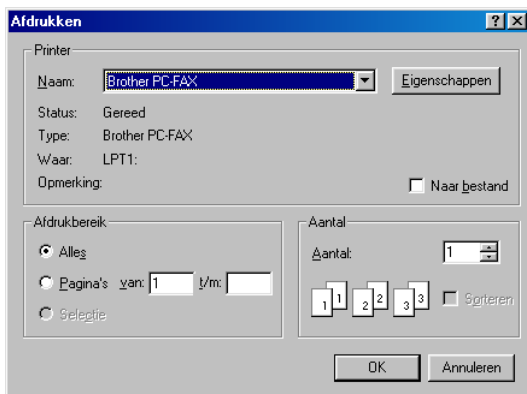 Afdrukken
Printer
Naam: Brother PC-FAX Eigenschappen
Status: Gereed
Type: Brother PC-FAX
Waar: LPT1:
Opmerking: Naar bestand
Afdrukbereik
Alles
Pagina's van: 1 t/m:
Selectie
Aantal
Aantal: 1
1 1 2 2 3 3 Sorteren
OK Annuleren